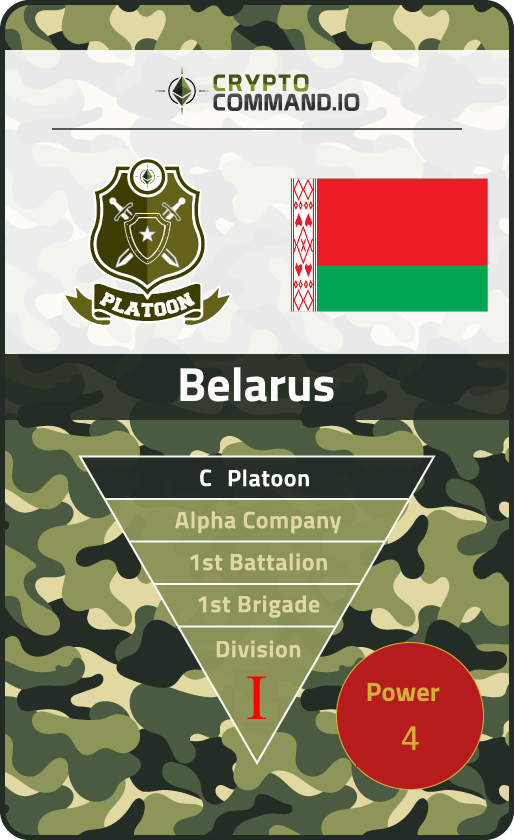 CRYPTO
COMMAND.IO
PLATOON
Belarus
C Platoon
Alpha Company
1st Battalion
1st Brigade
Division
I
Power
4